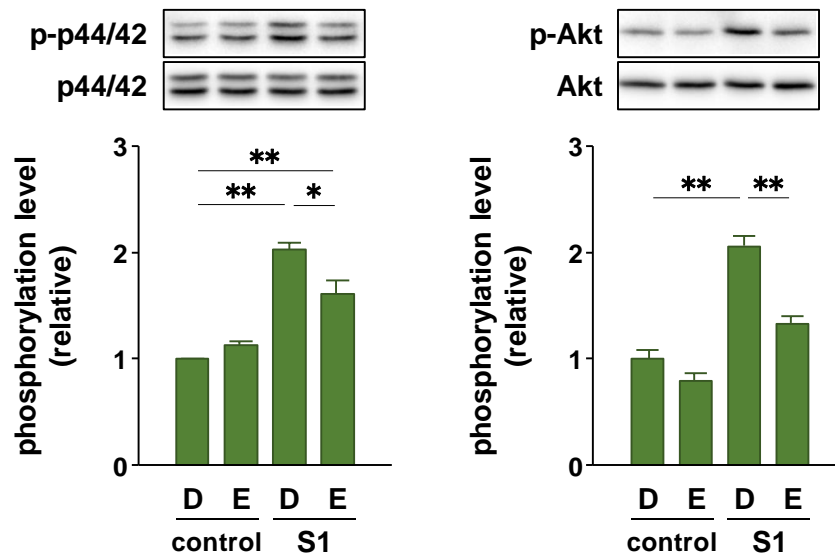 p-p44/42
p44/42
phosphorylation level
(relative)
3
2
1
0
**
**
*
D E D E
control S1
p-Akt
Akt
phosphorylation level
(relative)
3
2
1
0
**
**
D E D E
control S1